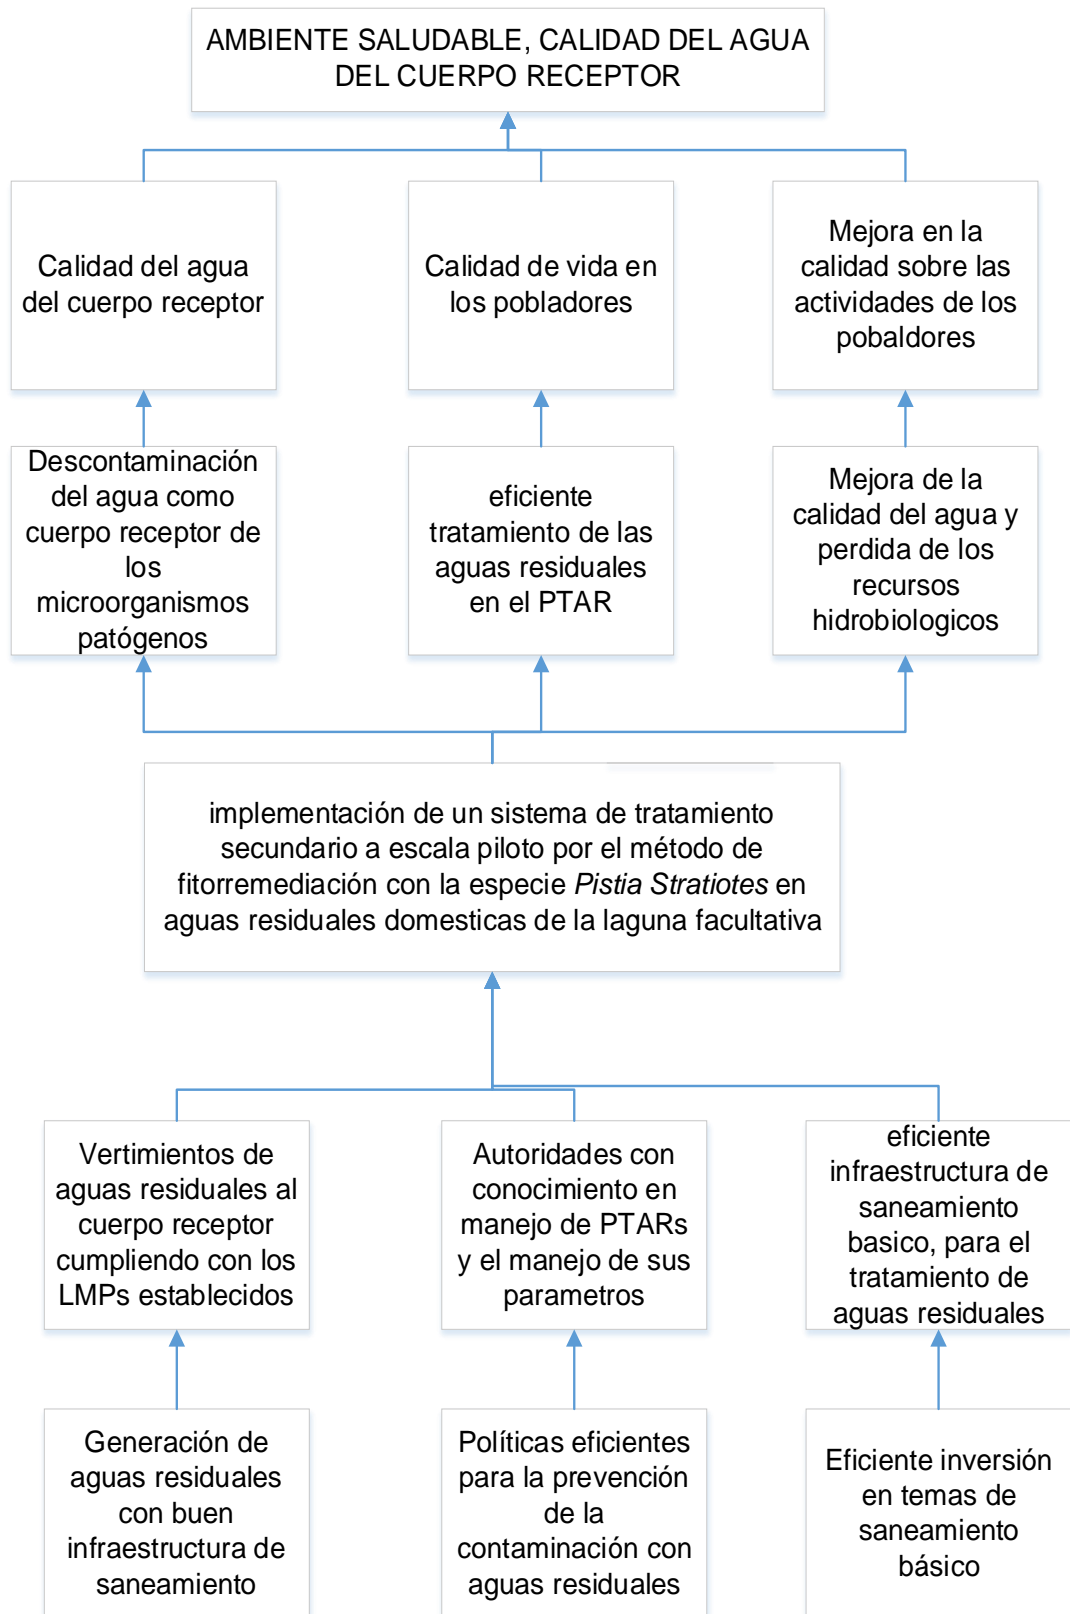 AMBIENTE SALUDABLE, CALIDAD DEL AGUA
DEL CUERPO RECEPTOR
Calidad del agua
del cuerpo receptor
Calidad de vida en
los pobladores
Mejora en la
calidad sobre las
actividades de los
pobaldores
Descontaminación
del agua como
cuerpo receptor de
los
microorganismos
patógenos
eficiente
tratamiento de las
aguas residuales
en el PTAR
Mejora de la
calidad del agua y
perdida de los
recursos
hidrobiologicos
implementación de un sistema de tratamiento
secundario a escala piloto por el método de
fitorremediación con la especie Pistia Stratiotes en
aguas residuales domesticas de la laguna facultativa
Vertimientos de
aguas residuales al
cuerpo receptor
cumpliendo con los
LMPs establecidos
Autoridades con
conocimiento en
manejo de PTARs
y el manejo de sus
parametros
eficiente
infraestructura de
saneamiento
basico, para el
tratamiento de
aguas residuales
Generación de
aguas residuales
con buen
infraestructura de
saneamiento
Políticas eficientes
para la prevención
de la
contaminación con
aguas residuales
Eficiente inversión
en temas de
saneamiento
básico